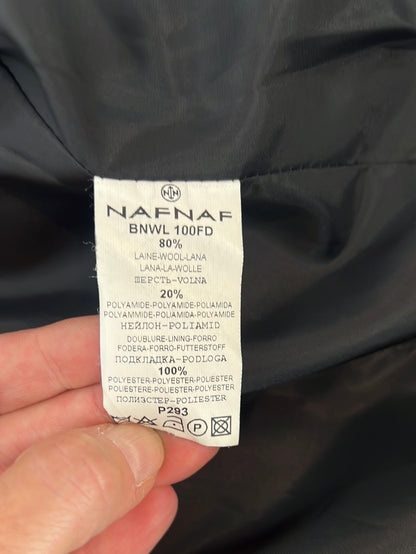 NAFNAF
BNWL 100FD
80%
LAINE-WOOL-LANA
LANA-LA-WOLLE
ШЕРСТЬ-VOLNA
20%
POLYAMIDE-POLYAMIDE-POLIAMIDA
POLYAMMIDE-POLIAMIDA-POLYAMIDE
НЕЙЛОН-POLIAMID
DOUBLURE-LINING-FORRO
FODERA-FORRO-FUTTERSTOFF
ПОДКЛАДКА-PODLOGA
100%
POLYESTER-POLYESTER-POLIESTER
POLIESTERE-POLIESTER-POLYESTER
ПОЛИЭСТЕР-POLIESTER
P293
P